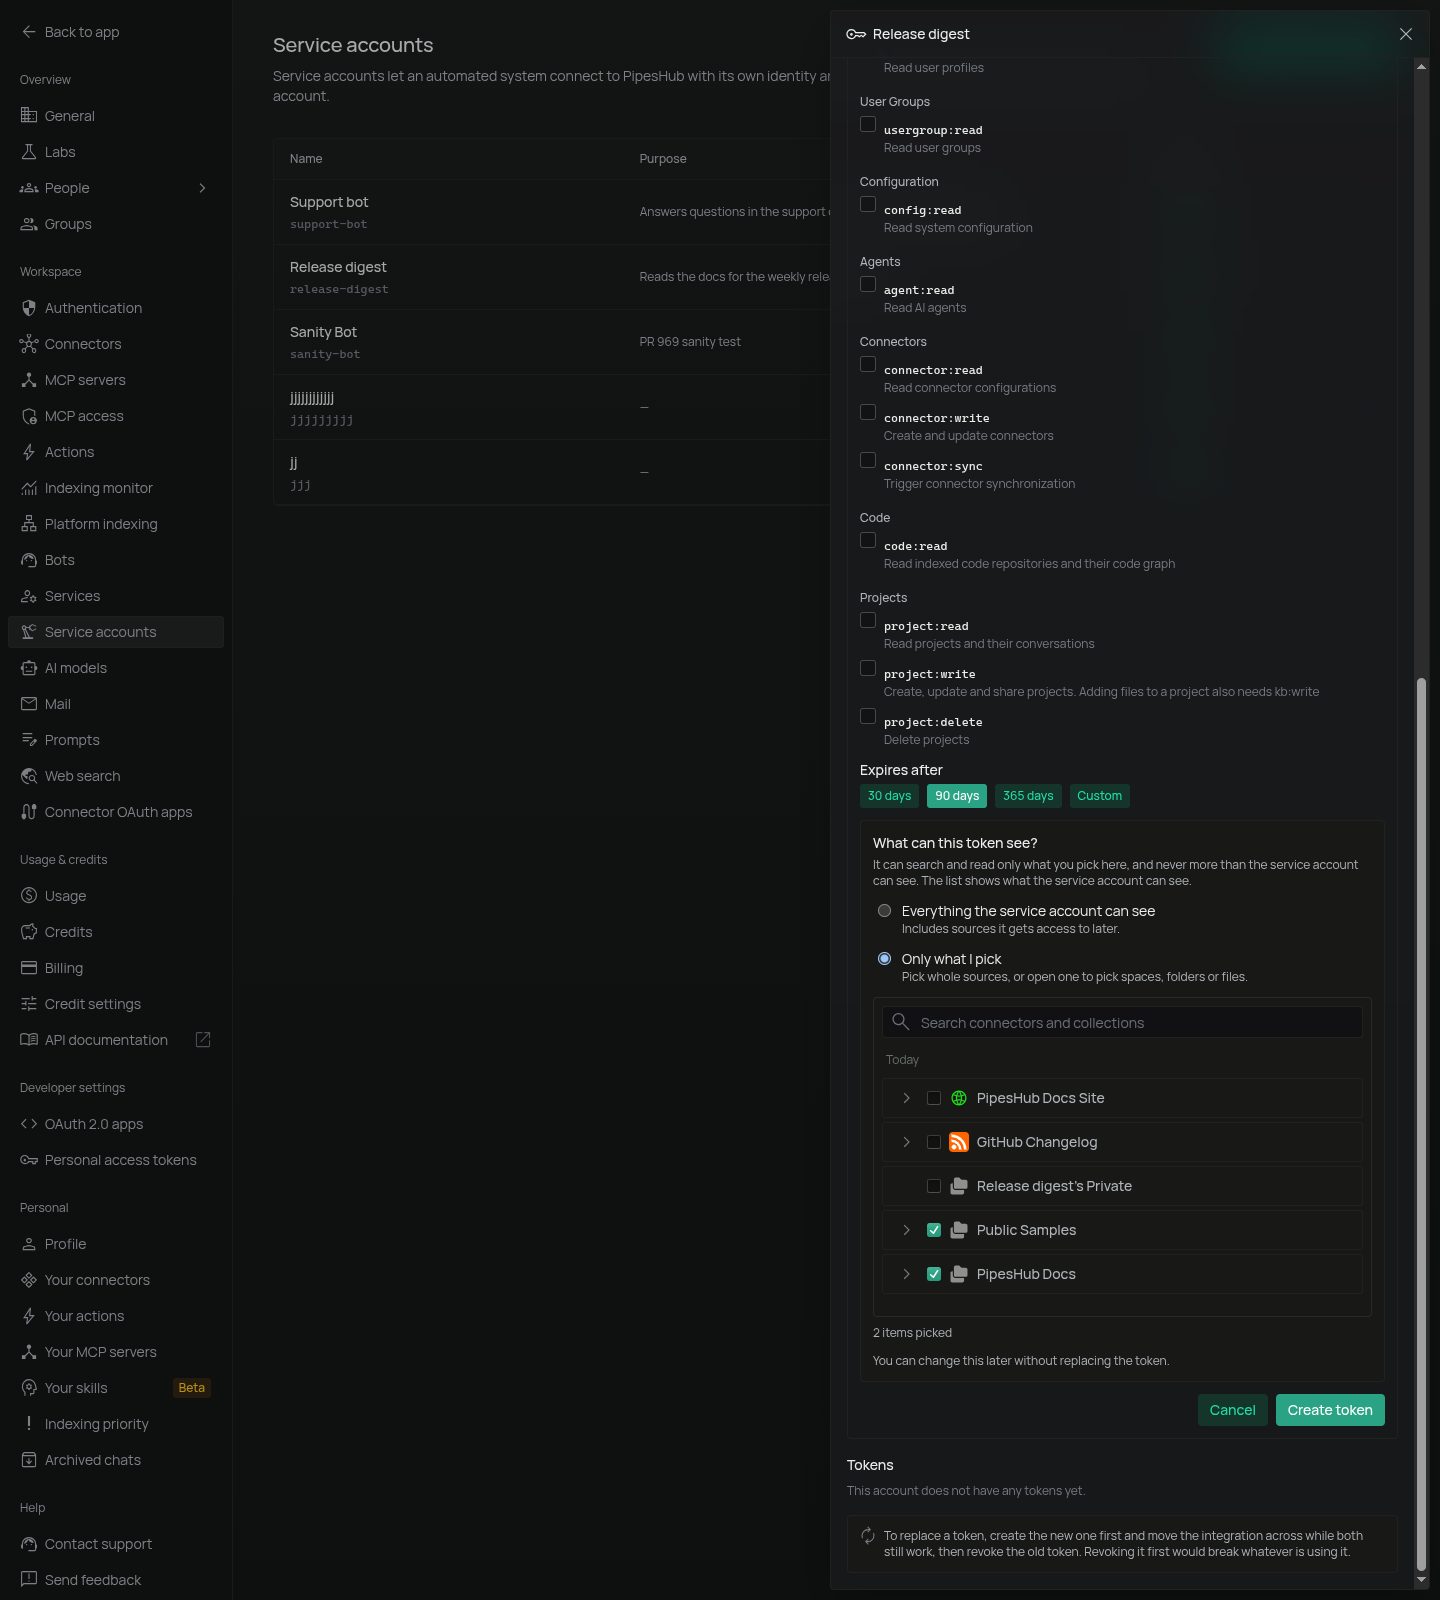 Back to app
Overview
General
Labs
People
Groups
Workspace
Authentication
Connectors
MCP servers
MCP access
Actions
Indexing monitor
Platform indexing
Bots
Services
Service accounts
AI models
Mail
Prompts
Web search
Connector OAuth apps
Usage & credits
Usage
Credits
Billing
Credit settings
API documentation
Developer settings
OAuth 2.0 apps
Personal access tokens
Personal
Profile
Your connectors
Your actions
Your MCP servers
Your skills
Beta
Indexing priority
Archived chats
Help
Contact support
Send feedback
Service accounts
Service accounts let an automated system connect to PipesHub with its own identity
account.
Name
Purpose
Support bot
support-bot
Answers questions in the support
Release digest
release-digest
Reads the docs for the weekly
Sanity Bot
sanity-bot
PR 969 sanity test
jjjjjjjjjjjj
jjjjjjjjj
—
jj
jjj
—
Release digest
Read user profiles
User Groups
usergroup:read
Read user groups
Configuration
config:read
Read system configuration
Agents
agent:read
Read AI agents
Connectors
connector:read
Read connector configurations
connector:write
Create and update connectors
connector:sync
Trigger connector synchronization
Code
code:read
Read indexed code repositories and their code graph
Projects
project:read
Read projects and their conversations
project:write
Create, update and share projects. Adding files to a project also needs kb:write
project:delete
Delete projects
Expires after
30 days
90 days
365 days
Custom
What can this token see?
It can search and read only what you pick here, and never more than the service account
can see. The list shows what the service account can see.
Everything the service account can see
Includes sources it gets access to later.
Only what I pick
Pick whole sources, or open one to pick spaces, folders or files.
Search connectors and collections
Today
PipesHub Docs Site
GitHub Changelog
Release digest's Private
Public Samples
PipesHub Docs
2 items picked
You can change this later without replacing the token.
Cancel
Create token
Tokens
This account does not have any tokens yet.
To replace a token, create the new one first and move the integration across while both
still work, then revoke the old token. Revoking it first would break whatever is using it.